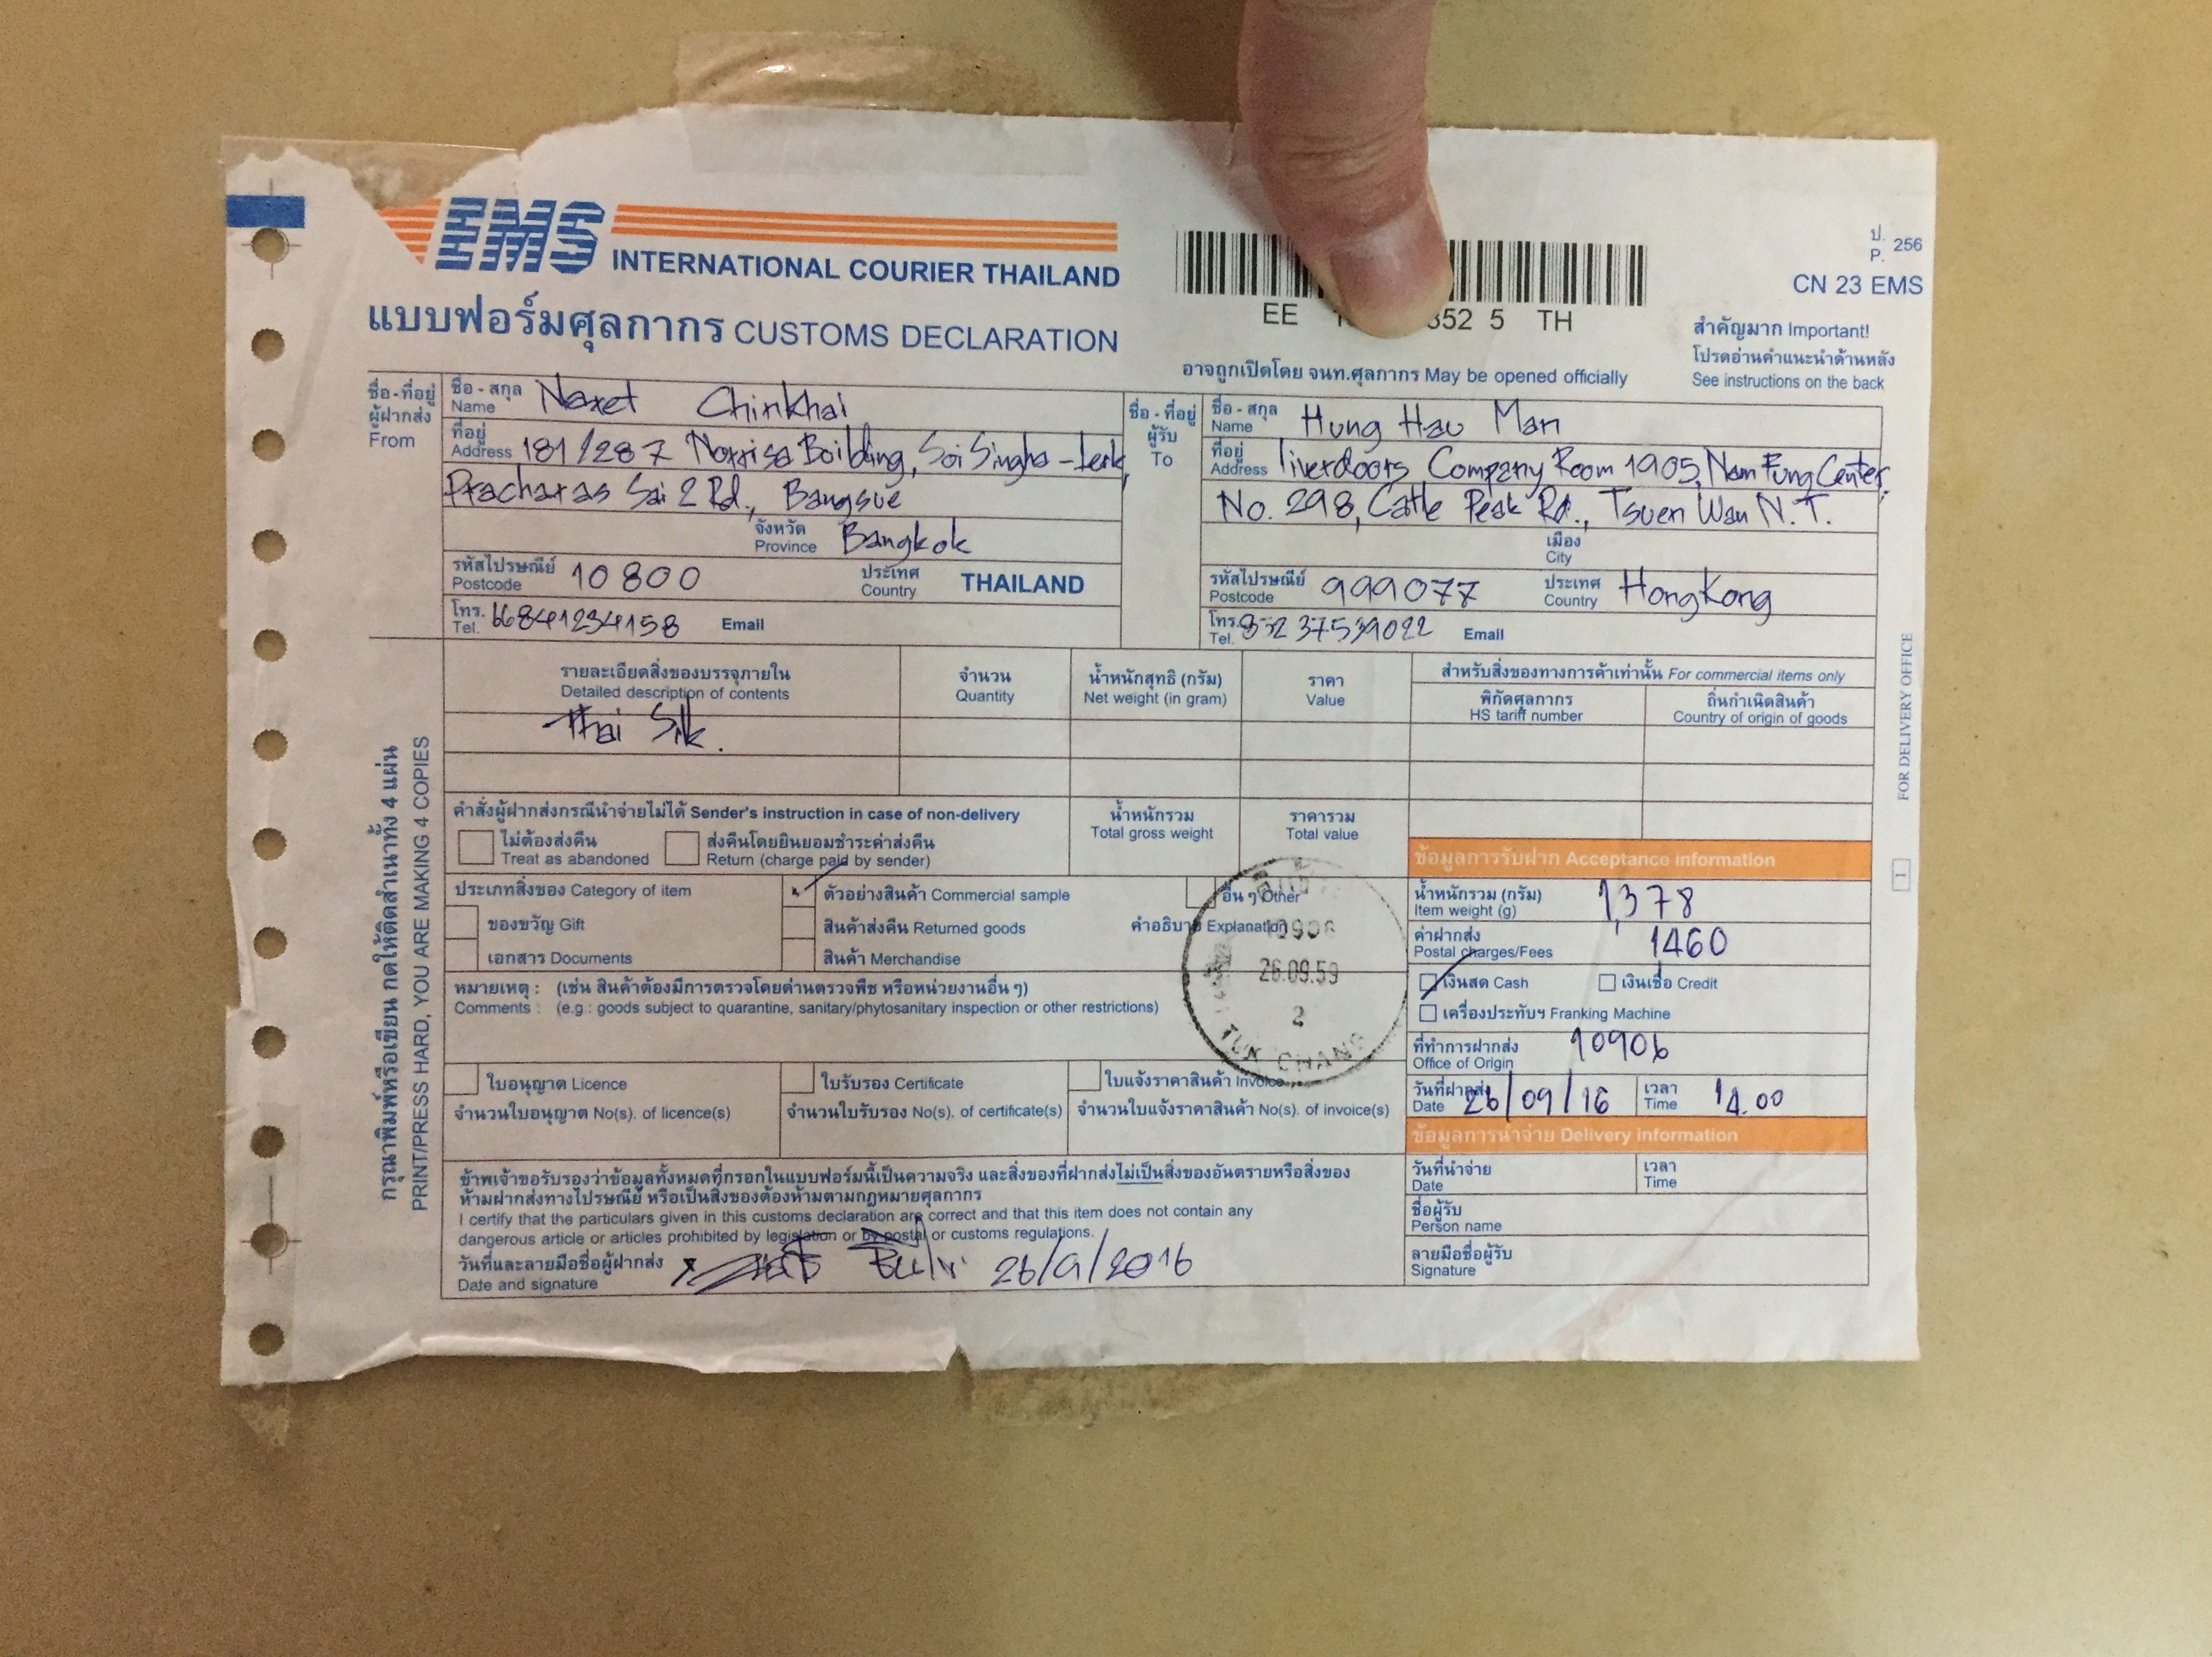 EMS INTERNATIONAL COURIER THAILAND
แบบฟอร์มศุลกากร CUSTOMS DECLARATION
EE 352 5 TH
ป.
P. 256
CN 23 EMS
อาจถูกเปิดโดย จนท.ศุลกากร May be opened officially
สำคัญมาก Important!
โปรดอ่านคำแนะนำด้านหลัง
See instructions on the back
ชื่อ-ที่อยู่
ผู้ฝากส่ง
From
ชื่อ - สกุล
Name Naret Chinkhai
ที่อยู่
Address 181/287 Boilding, Soi Singha-
Pracharas Sai 2 Rd., Bangsue
จังหวัด
Province Bangkok
รหัสไปรษณีย์
Postcode 10800
ประเทศ
Country THAILAND
โทร.
Tel. 66841234158 Email
ชื่อ - ที่อยู่
ผู้รับ
To
ชื่อ - สกุล
Name Hung Hau Man
ที่อยู่
Address Company Room 1905, Nam Fung Center,
No. 298, Catle Peak Rd., Tsuen Wan N.T.
เมือง
City
รหัสไปรษณีย์
Postcode 999077
ประเทศ
Country HongKong
โทร.
Tel. 852 37539022 Email
รายละเอียดสิ่งของบรรจุภายใน
Detailed description of contents
จำนวน
Quantity
น้ำหนักสุทธิ (กรัม)
Net weight (in gram)
ราคา
Value
สำหรับสิ่งของทางการค้าเท่านั้น For commercial items only
พิกัดศุลกากร
HS tariff number
ถิ่นกำเนิดสินค้า
Country of origin of goods
Thai Silk.
คำสั่งผู้ฝากส่งกรณีนำจ่ายไม่ได้ Sender's instruction in case of non-delivery
ไม่ต้องส่งคืน
Treat as abandoned
ส่งคืนโดยยินยอมชำระค่าส่งคืน
Return (charge paid by sender)
น้ำหนักรวม
Total gross weight
ราคารวม
Total value
ประเภทสิ่งของ Category of item
ของขวัญ Gift
เอกสาร Documents
ตัวอย่างสินค้า Commercial sample
สินค้าส่งคืน Returned goods
สินค้า Merchandise
อื่น ๆ Other
คำอธิบาย Explanation
26.09.59
2
TUK CHANG
หมายเหตุ : (เช่น สินค้าต้องมีการตรวจโดยด่านตรวจพืช หรือหน่วยงานอื่น ๆ)
Comments : (e.g.: goods subject to quarantine, sanitary/phytosanitary inspection or other restrictions)
ใบอนุญาต Licence
จำนวนใบอนุญาต No(s). of licence(s)
ใบรับรอง Certificate
จำนวนใบรับรอง No(s). of certificate(s)
ใบแจ้งราคาสินค้า Invoice
จำนวนใบแจ้งราคาสินค้า No(s). of invoice(s)
ข้าพเจ้าขอรับรองว่าข้อมูลทั้งหมดที่กรอกในแบบฟอร์มนี้เป็นความจริง และสิ่งของที่ฝากส่งไม่เป็นสิ่งของอันตรายหรือสิ่งของ
ห้ามฝากส่งทางไปรษณีย์ หรือเป็นสิ่งของต้องห้ามตามกฎหมายศุลกากร
I certify that the particulars given in this customs declaration are correct and that this item does not contain any
dangerous article or articles prohibited by legislation or by postal or customs regulations.
วันที่และลายมือชื่อผู้ฝากส่ง
Date and signature 26/9/2016
ข้อมูลการรับฝาก Acceptance information
น้ำหนักรวม (กรัม)
Item weight (g) 1,378
ค่าฝากส่ง
Postal charges/Fees 1460
เงินสด Cash
เงินเชื่อ Credit
เครื่องประทับฯ Franking Machine
ที่ทำการฝากส่ง
Office of Origin 10906
วันที่ฝากส่ง
Date 26/09/16
เวลา
Time 14.00
ข้อมูลการนำจ่าย Delivery information
วันที่นำจ่าย
Date
เวลา
Time
ชื่อผู้รับ
Person name
ลายมือชื่อผู้รับ
Signature
กรุณาพิมพ์หรือเขียน กดให้ติดสำเนาทั้ง 4 แผ่น
PRINT/PRESS HARD, YOU ARE MAKING 4 COPIES
FOR DELIVERY OFFICE
1